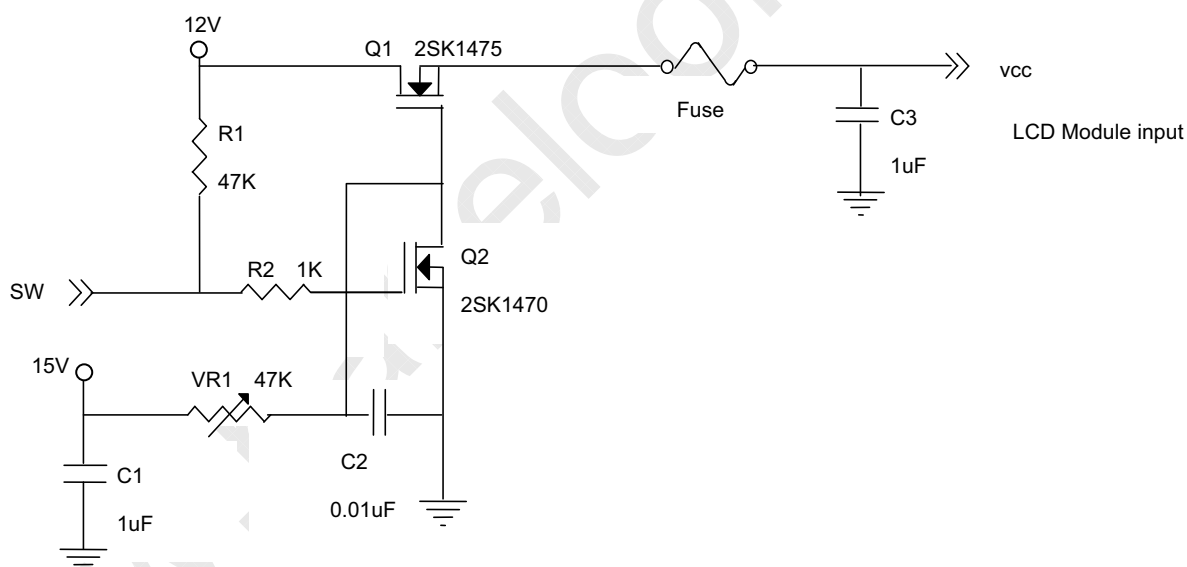 12V
Q1 2SK1475
vcc
Fuse
R1
C3
LCD Module input
47K
1uF
Q2
R2 1K
SW
2SK1470
15V
VR1 47K
C2
C1
0.01uF
1uF